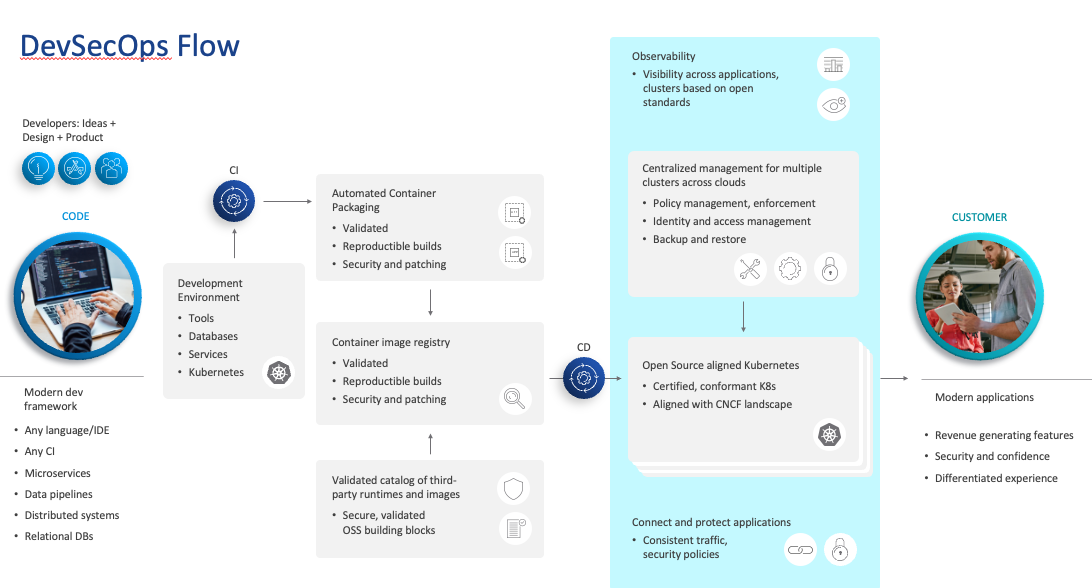 DevSecOps Flow
Developers: Ideas +
Design + Product
CODE
Modern dev
framework
• Any language/IDE
• Any CI
• Microservices
• Data pipelines
• Distributed systems
• Relational DBs
CI
Development
Environment
• Tools
• Databases
• Services
• Kubernetes
Automated Container
Packaging
• Validated
• Reproductible builds
• Security and patching
Container image registry
• Validated
• Reproductible builds
• Security and patching
Validated catalog of third-
party runtimes and images
• Secure, validated
OSS building blocks
CD
Observability
• Visibility across applications,
clusters based on open
standards
Centralized management for multiple
clusters across clouds
• Policy management, enforcement
• Identity and access management
• Backup and restore
Open Source aligned Kubernetes
• Certified, conformant K8s
• Aligned with CNCF landscape
Connect and protect applications
• Consistent traffic,
security policies
CUSTOMER
Modern applications
• Revenue generating features
• Security and confidence
• Differentiated experience